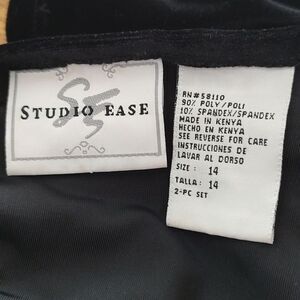 SE
STUDIO EASE
RN#58110
90% POLY/POLI
10% SPANDEX/SPANDEX
MADE IN KENYA
HECHO EN KENYA
SEE REVERSE FOR CARE
INSTRUCCIONES DE
LAVAR AL DORSO
SIZE: 14
TALLA: 14
2-PC SET